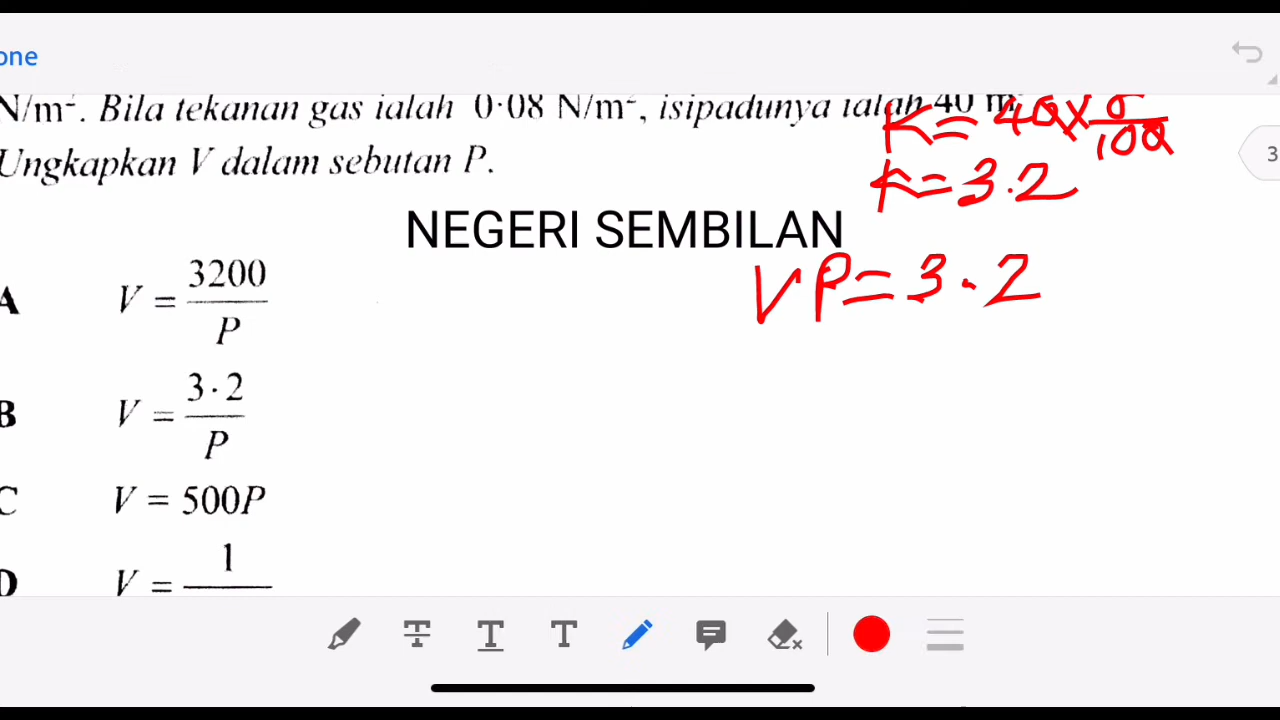 one
N/m². Bila tekanan gas ialah 0·08 N/m², isipadunya ialah 40 m
Ungkapkan V dalam sebutan P.
K = 40 × 8/100
K = 3.2
NEGERI SEMBILAN
VP = 3.2
A V = 3200/P
B V = 3·2/P
C V = 500P
D V = 1
T T T
3